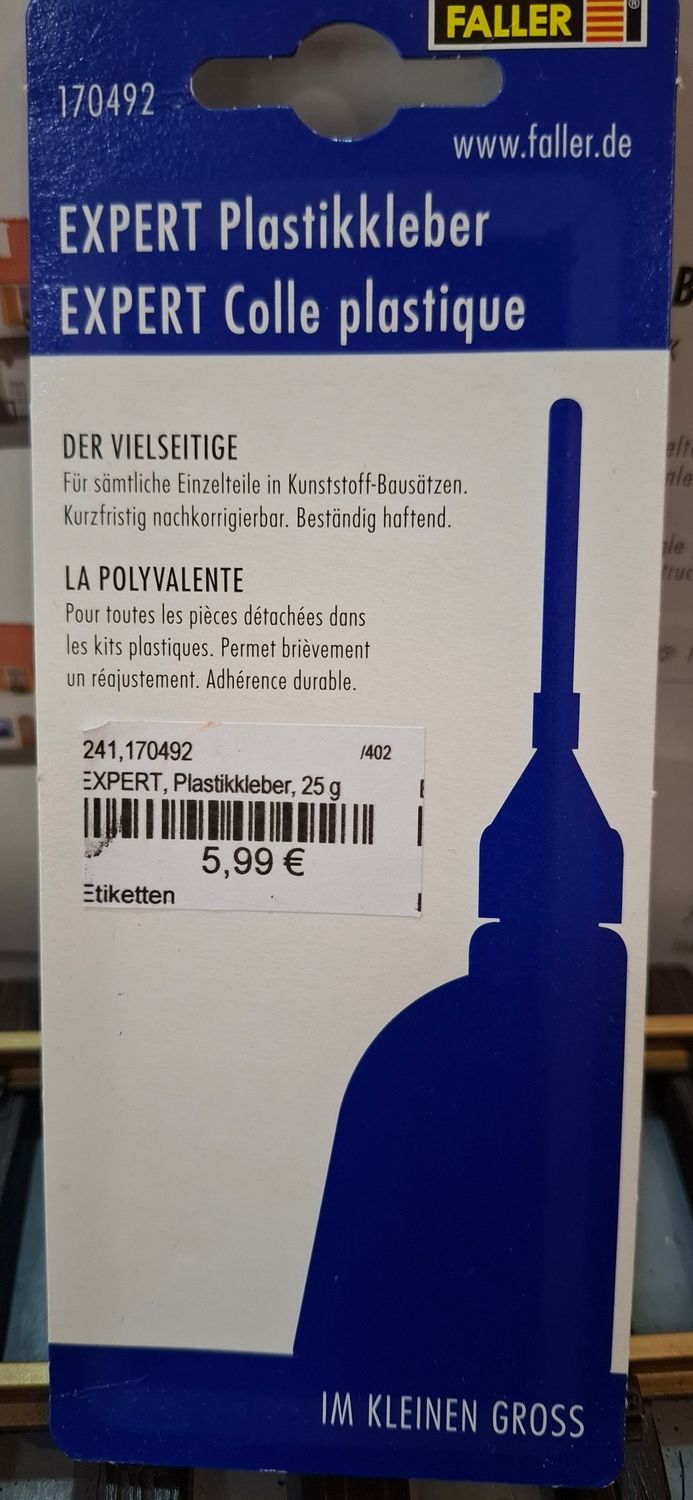 FALLER®
170492
www.faller.de
EXPERT Plastikkleber
EXPERT Colle plastique
DER VIELSEITIGE
Für sämtliche Einzelteile in Kunststoff-Bausätzen.
Kurzfristig nachkorrigierbar. Beständig haftend.
LA POLYVALENTE
Pour toutes les pièces détachées dans
les kits plastiques. Permet brièvement
un réajustement. Adhérence durable.
241,170492 /402
EXPERT, Plastikkleber, 25 g
5,99 €
Etiketten
IM KLEINEN GROSS